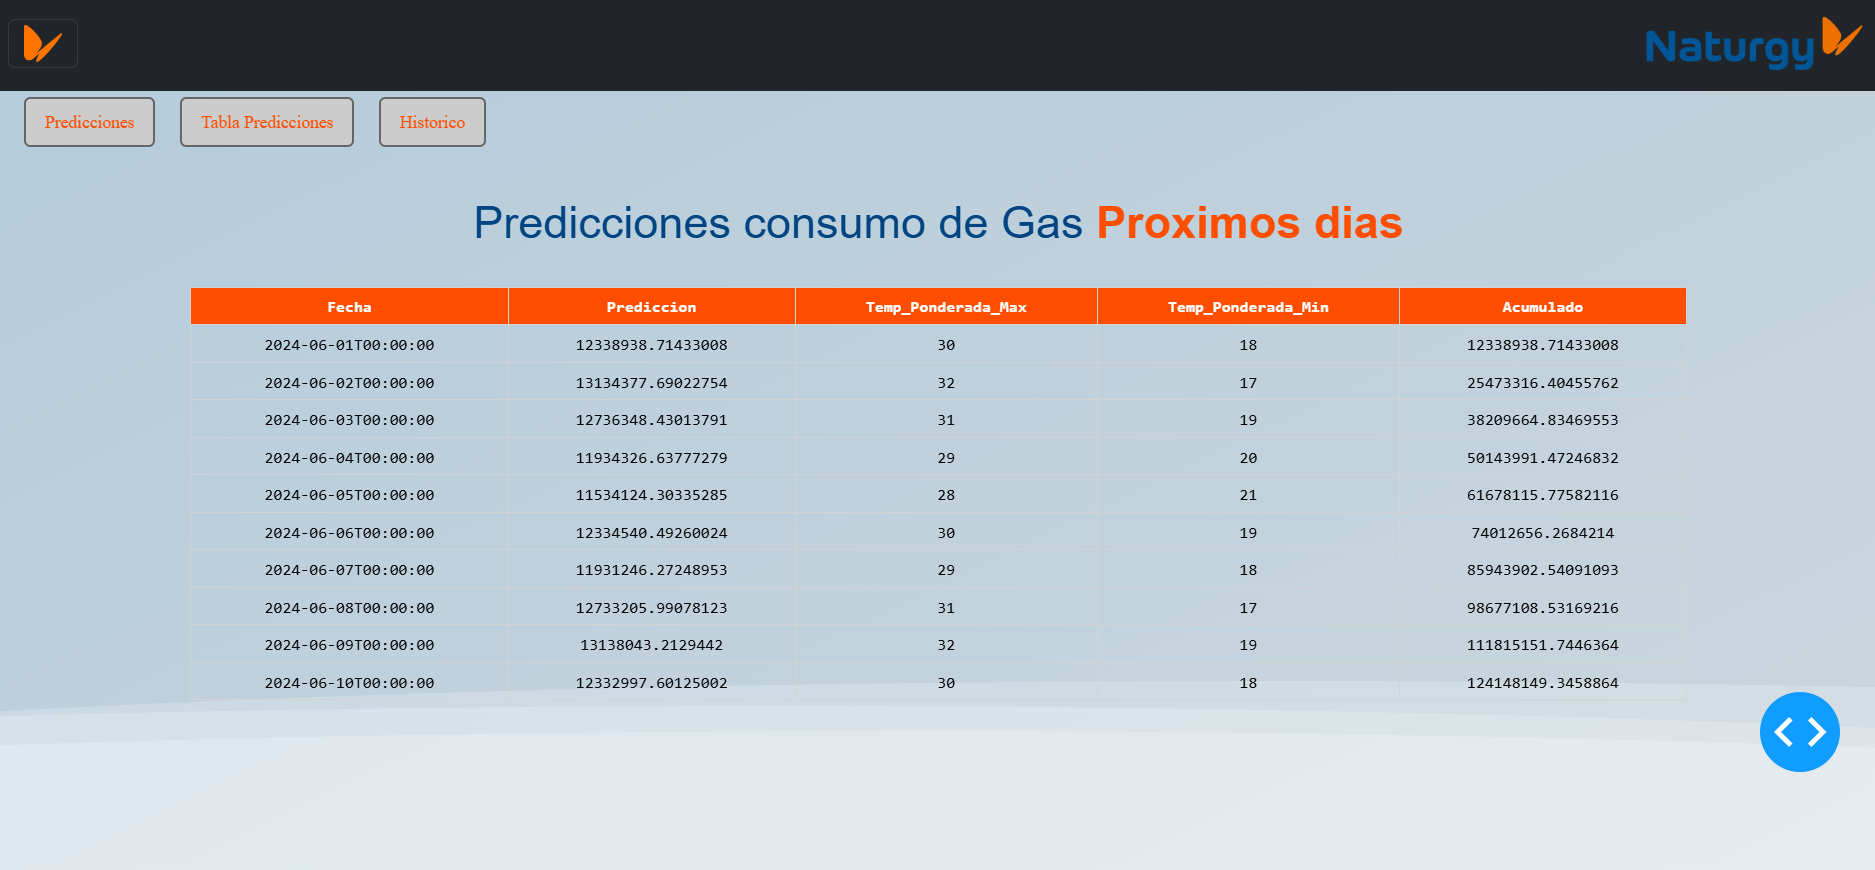 Naturgy
Predicciones Tabla Predicciones Historico
Predicciones consumo de Gas Proximos dias
Fecha Prediccion Temp_Ponderada_Max Temp_Ponderada_Min Acumulado
2024-06-01T00:00:00 12338938.71433008 30 18 12338938.71433008
2024-06-02T00:00:00 13134377.69022754 32 17 25473316.40455762
2024-06-03T00:00:00 12736348.43013791 31 19 38209664.83469553
2024-06-04T00:00:00 11934326.63777279 29 20 50143991.47246832
2024-06-05T00:00:00 11534124.30335285 28 21 61678115.77582116
2024-06-06T00:00:00 12334540.49260024 30 19 74012656.2684214
2024-06-07T00:00:00 11931246.27248953 29 18 85943902.54091093
2024-06-08T00:00:00 12733205.99078123 31 17 98677108.53169216
2024-06-09T00:00:00 13138043.2129442 32 19 111815151.7446364
2024-06-10T00:00:00 12332997.60125002 30 18 124148149.3458864